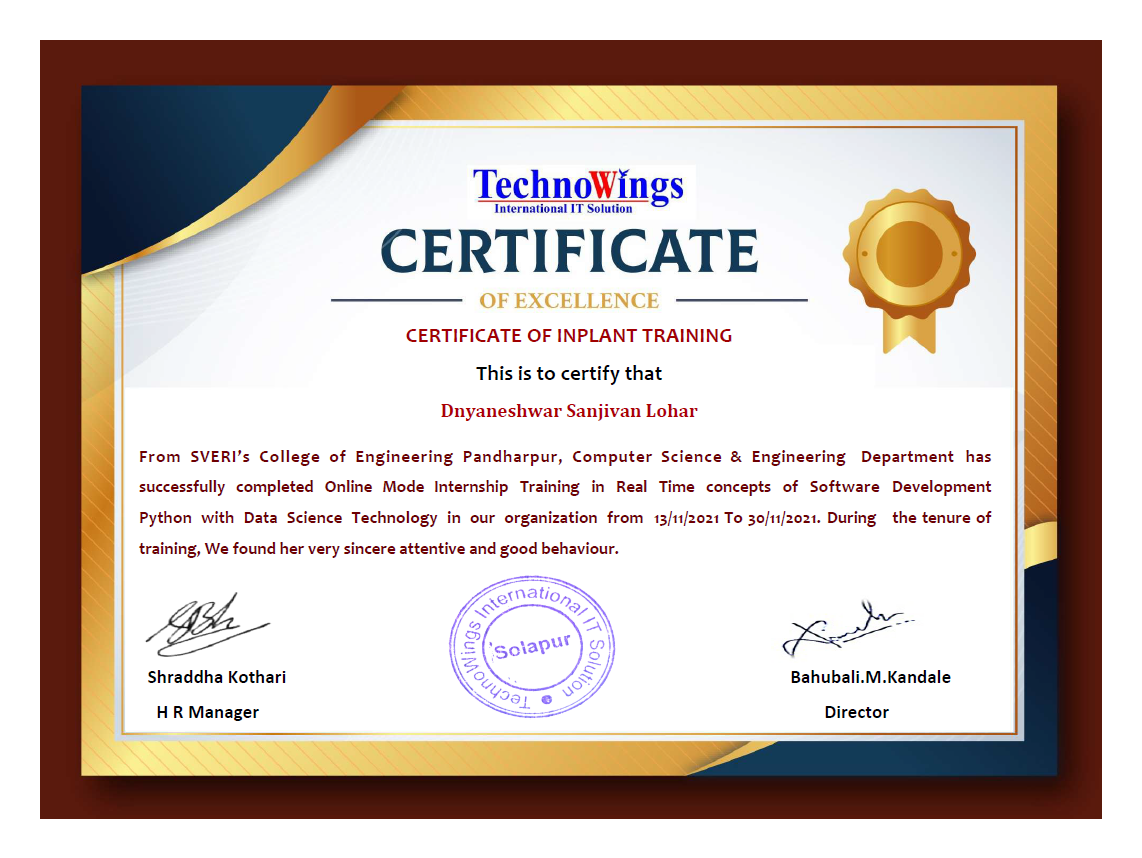 TechnoWings
International IT Solution
CERTIFICATE
OF EXCELLENCE
CERTIFICATE OF INPLANT TRAINING
This is to certify that
Dnyaneshwar Sanjivan Lohar
From SVERI’s College of Engineering Pandharpur, Computer Science & Engineering Department has
successfully completed Online Mode Internship Training in Real Time concepts of Software Development
Python with Data Science Technology in our organization from 13/11/2021 To 30/11/2021. During the tenure of
training, We found her very sincere attentive and good behaviour.
TechnoWings International IT Solution
Solapur
Shraddha Kothari
Bahubali.M.Kandale
H R Manager
Director